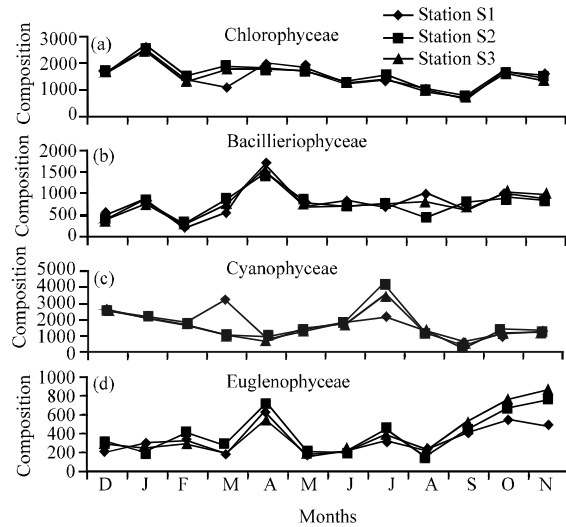 Station S1
Station S2
Station S3
(a)
Chlorophyceae
Composition
3000
2000
1000
0
(b)
Bacillieriophyceae
Composition
2000
1500
1000
500
0
(c)
Cyanophyceae
Composition
5000
4000
3000
2000
1000
0
(d)
Euglenophyceae
Composition
1000
800
600
400
200
0
D J F M A M J J A S O N
Months